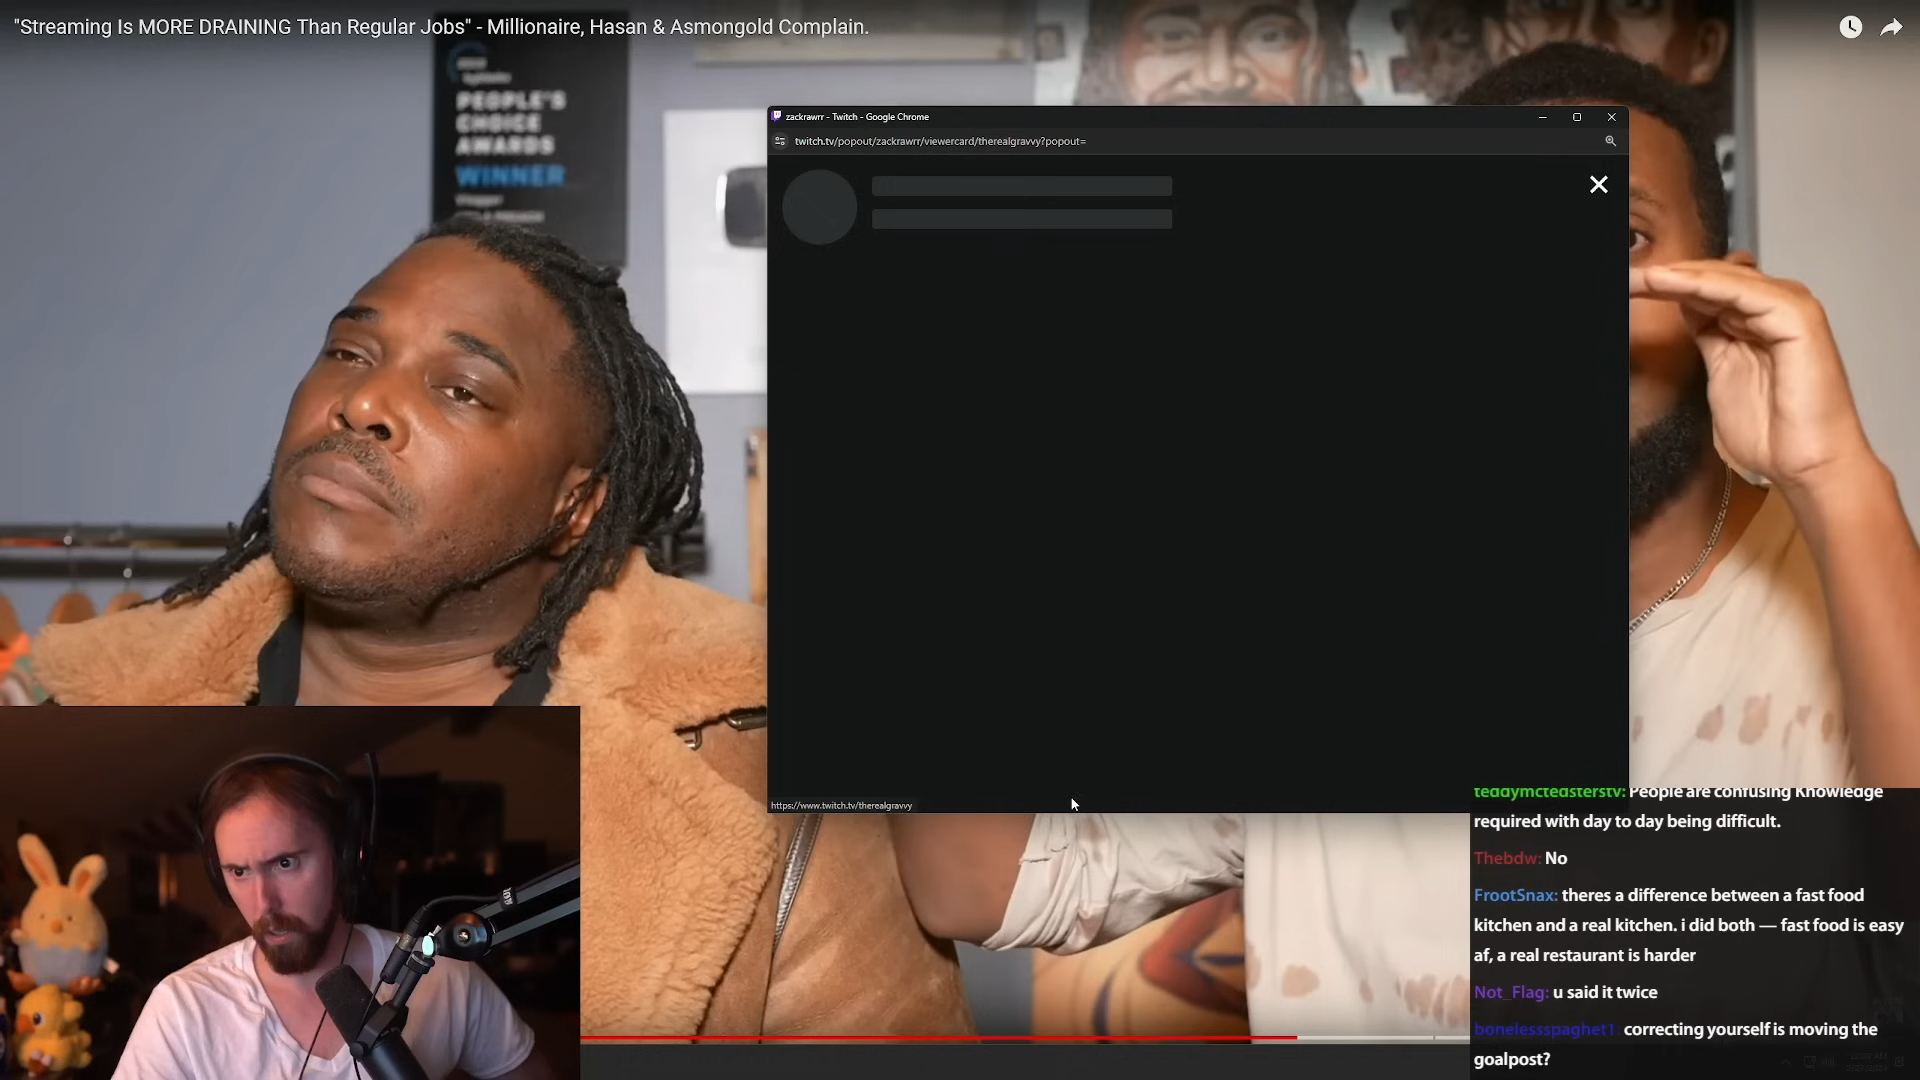 "Streaming Is MORE DRAINING Than Regular Jobs" - Millionaire, Hasan & Asmongold Complain.
PEOPLE'S
CHOICE
AWARDS
WINNER
zackrawrr - Twitch - Google Chrome
twitch.tv/popout/zackrawrr/viewercard/therealgravvy?popout=
https://www.twitch.tv/therealgravvy
teddymctedsterstv: People are confusing Knowledge
required with day to day being difficult.
Thebdw: No
FrootSnax: theres a difference between a fast food
kitchen and a real kitchen. i did both — fast food is easy
af, a real restaurant is harder
Not_Flag: u said it twice
bonelessspaghet1: correcting yourself is moving the
goalpost?